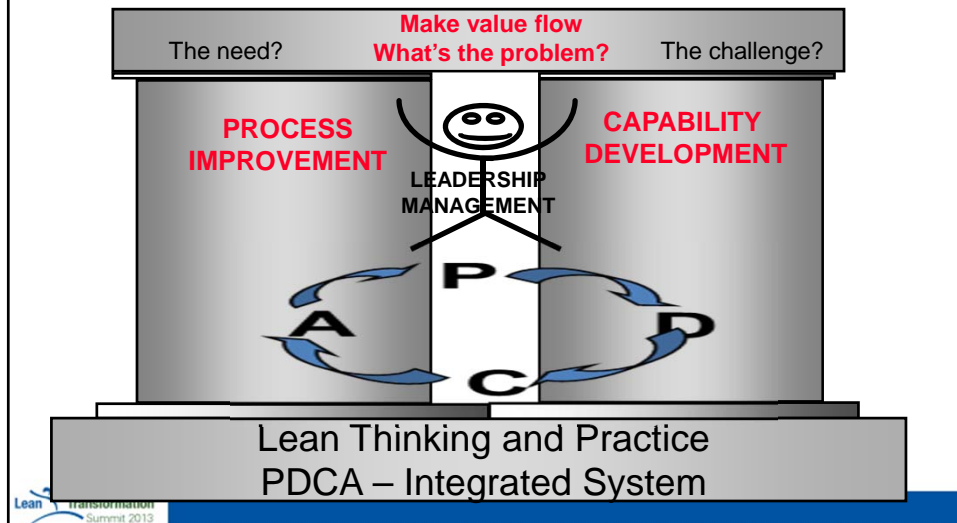 Make value flow
The need? What's the problem? The challenge?
PROCESS
IMPROVEMENT
CAPABILITY
DEVELOPMENT
LEADERSHIP
MANAGEMENT
P
A
D
C
Lean Thinking and Practice
PDCA – Integrated System
Lean Transformation
Summit 2013